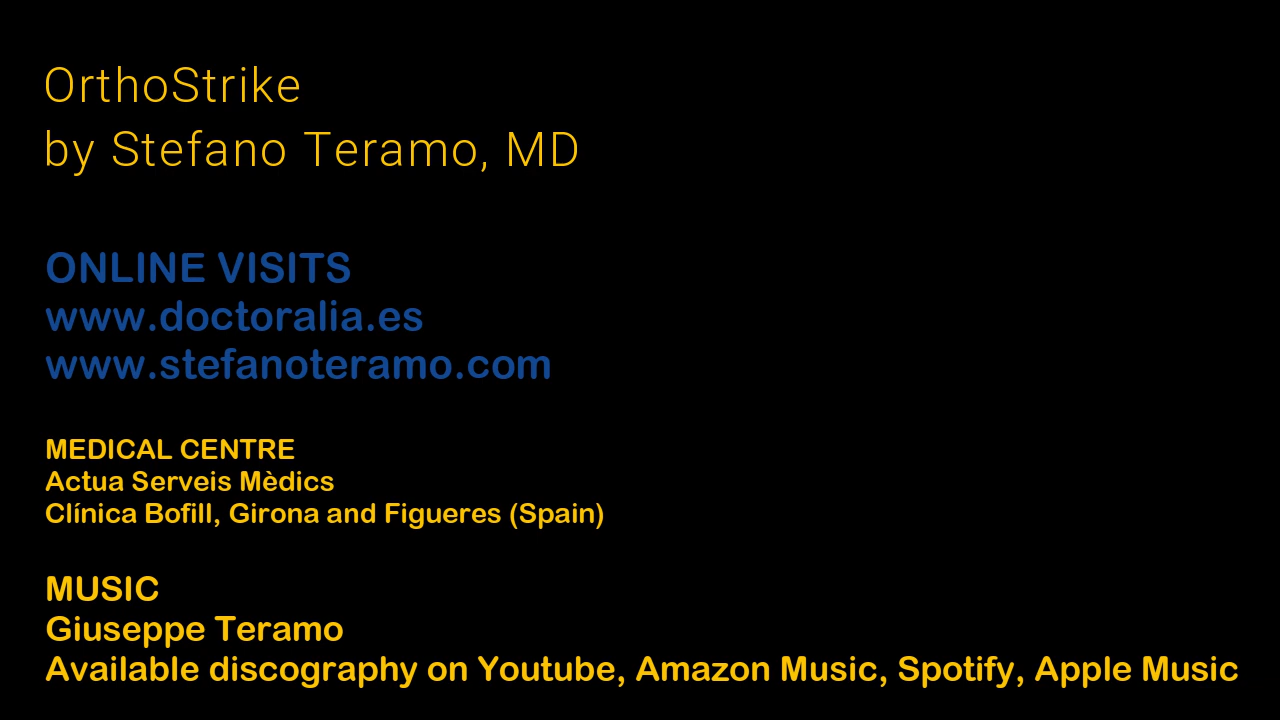 OrthoStrike
by Stefano Teramo, MD
ONLINE VISITS
www.doctoralia.es
www.stefanoteramo.com
MEDICAL CENTRE
Actua Serveis Mèdics
Clínica Bofill, Girona and Figueres (Spain)
MUSIC
Giuseppe Teramo
Available discography on Youtube, Amazon Music, Spotify, Apple Music